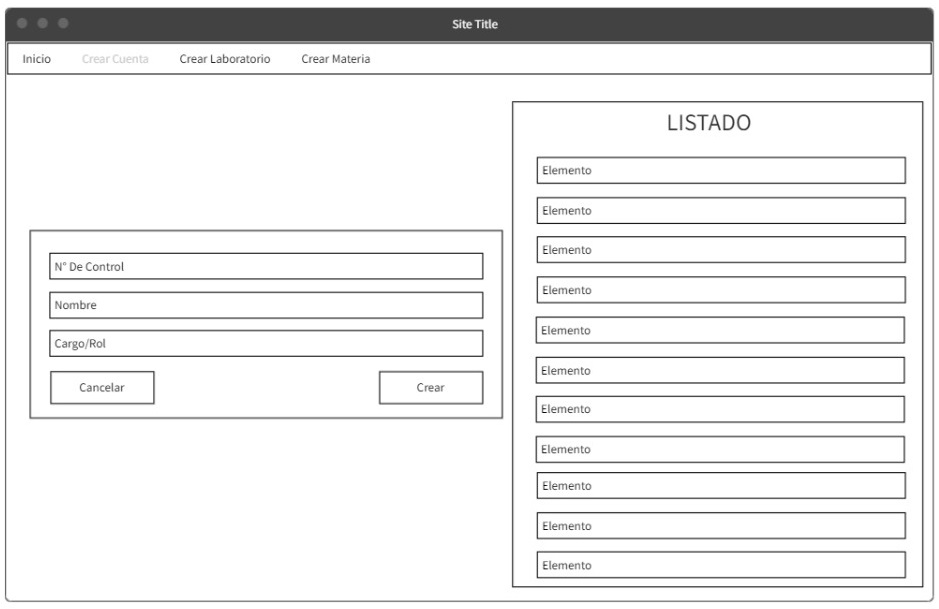 Site Title
Inicio Crear Cuenta Crear Laboratorio Crear Materia
N° De Control
Nombre
Cargo/Rol
Cancelar Crear
LISTADO
Elemento
Elemento
Elemento
Elemento
Elemento
Elemento
Elemento
Elemento
Elemento
Elemento
Elemento